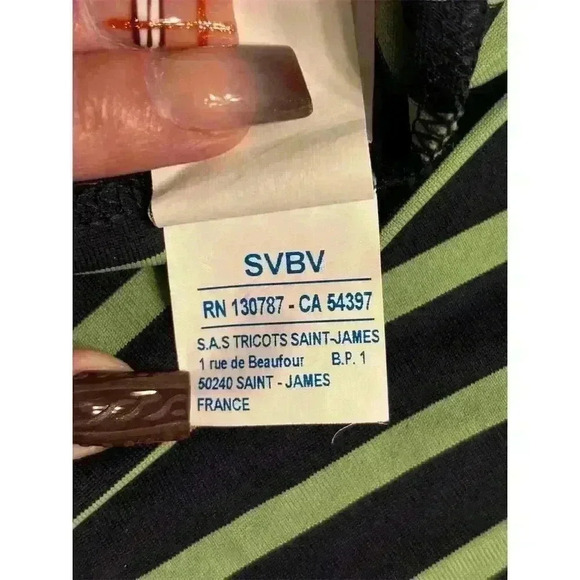 SVBV
RN 130787 - CA 54397
S.A.S TRICOTS SAINT-JAMES
1 rue de Beaufour B.P. 1
50240 SAINT - JAMES
FRANCE